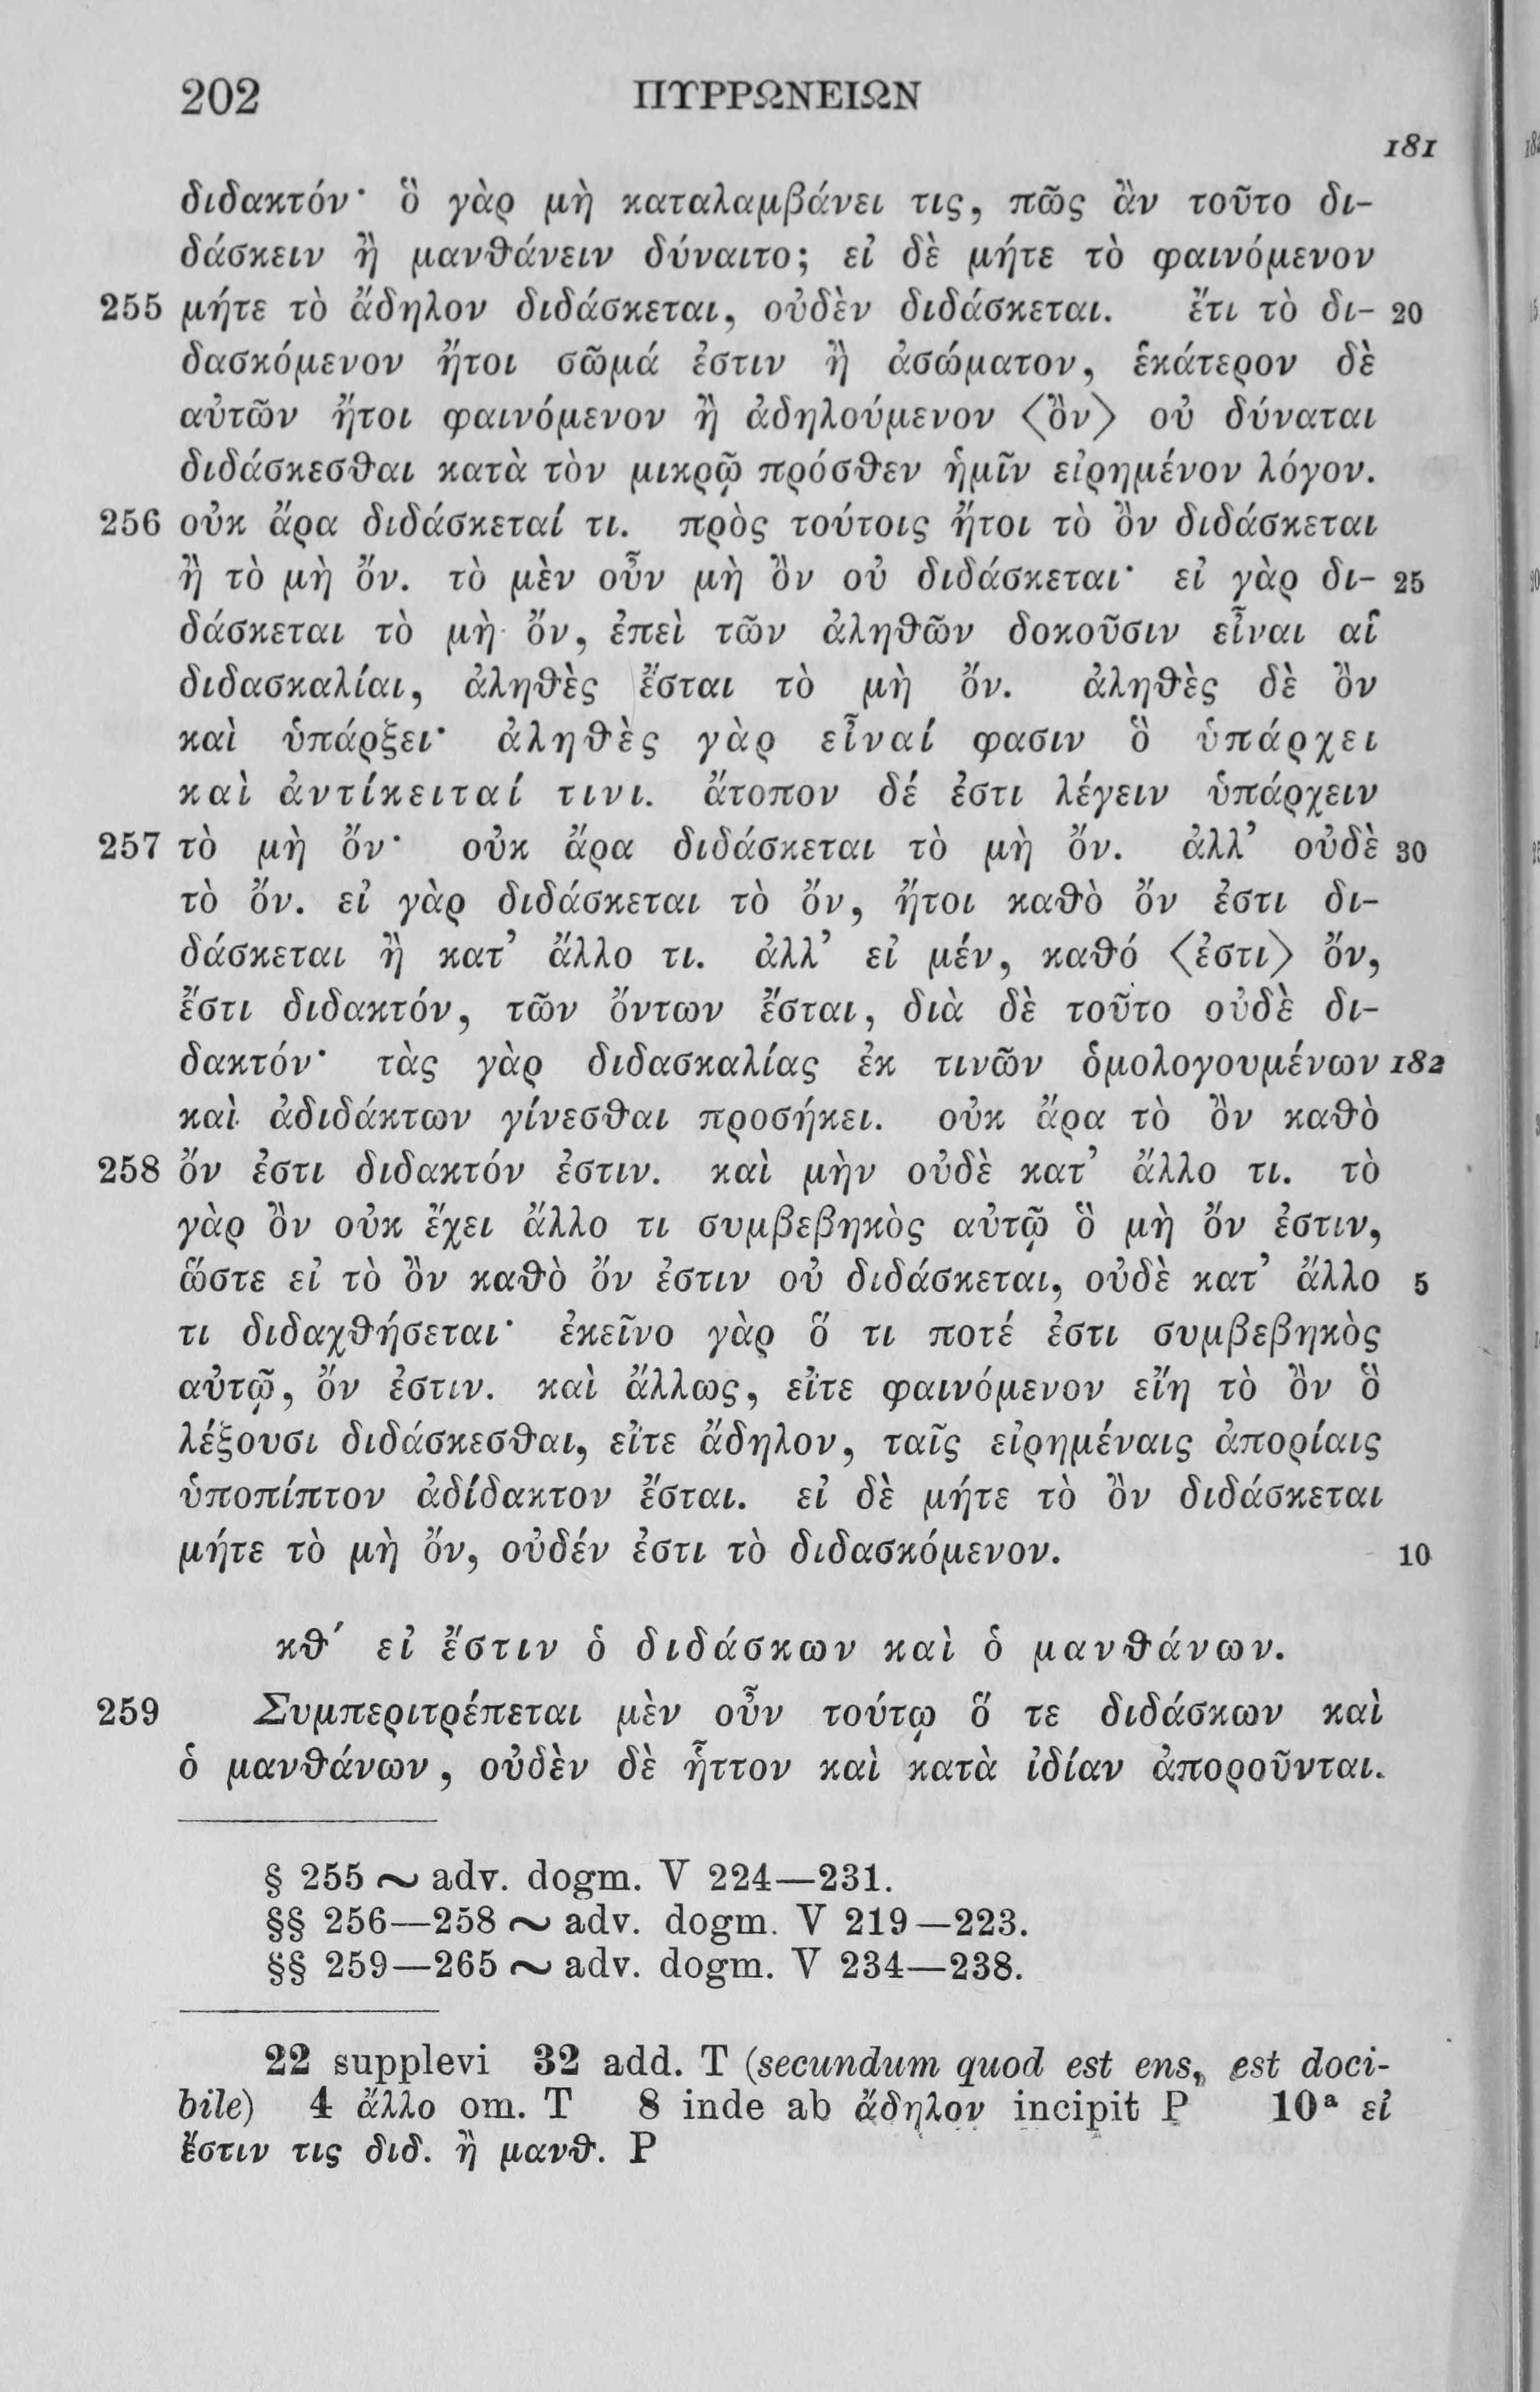 202 ΠΥΡΡΩΝΕΙΩΝ
181
διδακτόν· ὃ γὰρ μὴ καταλαμβάνει τις, πῶς ἂν τοῦτο δι-
δάσκειν ἢ μανθάνειν δύναιτο; εἰ δὲ μήτε τὸ φαινόμενον
255 μήτε τὸ ἄδηλον διδάσκεται, οὐδὲν διδάσκεται. ἔτι τὸ δι- 20
δασκόμενον ἤτοι σῶμά ἐστιν ἢ ἀσώματον, ἑκάτερον δὲ
αὐτῶν ἤτοι φαινόμενον ἢ ἀδηλούμενον ⟨ὂν⟩ οὐ δύναται
διδάσκεσθαι κατὰ τὸν μικρῷ πρόσθεν ἡμῖν εἰρημένον λόγον.
256 οὐκ ἄρα διδάσκεταί τι. πρὸς τούτοις ἤτοι τὸ ὂν διδάσκεται
ἢ τὸ μὴ ὄν. τὸ μὲν οὖν μὴ ὂν οὐ διδάσκεται· εἰ γὰρ δι- 25
δάσκεται τὸ μὴ ὄν, ἐπεὶ τῶν ἀληθῶν δοκοῦσιν εἶναι αἱ
διδασκαλίαι, ἀληθὲς ἔσται τὸ μὴ ὄν. ἀληθὲς δὲ ὂν
καὶ ὑπάρξει· ἀληθὲς γὰρ εἶναί φασιν ὃ ὑπάρχει
καὶ ἀντίκειταί τινι. ἄτοπον δέ ἐστι λέγειν ὑπάρχειν
257 τὸ μὴ ὄν· οὐκ ἄρα διδάσκεται τὸ μὴ ὄν. ἀλλ’ οὐδὲ 30
τὸ ὄν. εἰ γὰρ διδάσκεται τὸ ὄν, ἤτοι καθὸ ὄν ἐστι δι-
δάσκεται ἢ κατ’ ἄλλο τι. ἀλλ’ εἰ μέν, καθό ⟨ἐστι⟩ ὄν,
ἔστι διδακτόν, τῶν ὄντων ἔσται, διὰ δὲ τοῦτο οὐδὲ δι-
δακτόν· τὰς γὰρ διδασκαλίας ἐκ τινῶν ὁμολογουμένων 182
καὶ ἀδιδάκτων γίνεσθαι προσήκει. οὐκ ἄρα τὸ ὂν καθὸ
258 ὄν ἐστι διδακτόν ἐστιν. καὶ μὴν οὐδὲ κατ’ ἄλλο τι. τὸ
γὰρ ὂν οὐκ ἔχει ἄλλο τι συμβεβηκὸς αὐτῷ ὃ μὴ ὄν ἐστιν,
ὥστε εἰ τὸ ὂν καθὸ ὄν ἐστιν οὐ διδάσκεται, οὐδὲ κατ’ ἄλλο 5
τι διδαχθήσεται· ἐκεῖνο γὰρ ὅ τι ποτέ ἐστι συμβεβηκὸς
αὐτῷ, ὄν ἐστιν. καὶ ἄλλως, εἴτε φαινόμενον εἴη τὸ ὂν ὃ
λέξουσι διδάσκεσθαι, εἴτε ἄδηλον, ταῖς εἰρημέναις ἀπορίαις
ὑποπίπτον ἀδίδακτον ἔσται. εἰ δὲ μήτε τὸ ὂν διδάσκεται
μήτε τὸ μὴ ὄν, οὐδέν ἐστι τὸ διδασκόμενον. 10
κθ´ εἰ ἔστιν ὁ διδάσκων καὶ ὁ μανθάνων.
259 Συμπεριτρέπεται μὲν οὖν τούτῳ ὅ τε διδάσκων καὶ
ὁ μανθάνων, οὐδὲν δὲ ἧττον καὶ κατὰ ἰδίαν ἀποροῦνται.
§ 255 ~ adv. dogm. V 224—231.
§§ 256—258 ~ adv. dogm. V 219—223.
§§ 259—265 ~ adv. dogm. V 234—238.
22 supplevi 32 add. T (secundum quod est ens, est doci-
bile) 4 ἄλλο om. T 8 inde ab ἄδηλον incipit P 10ᵃ εἰ
ἔστιν τις διδ. ἢ μανθ. P